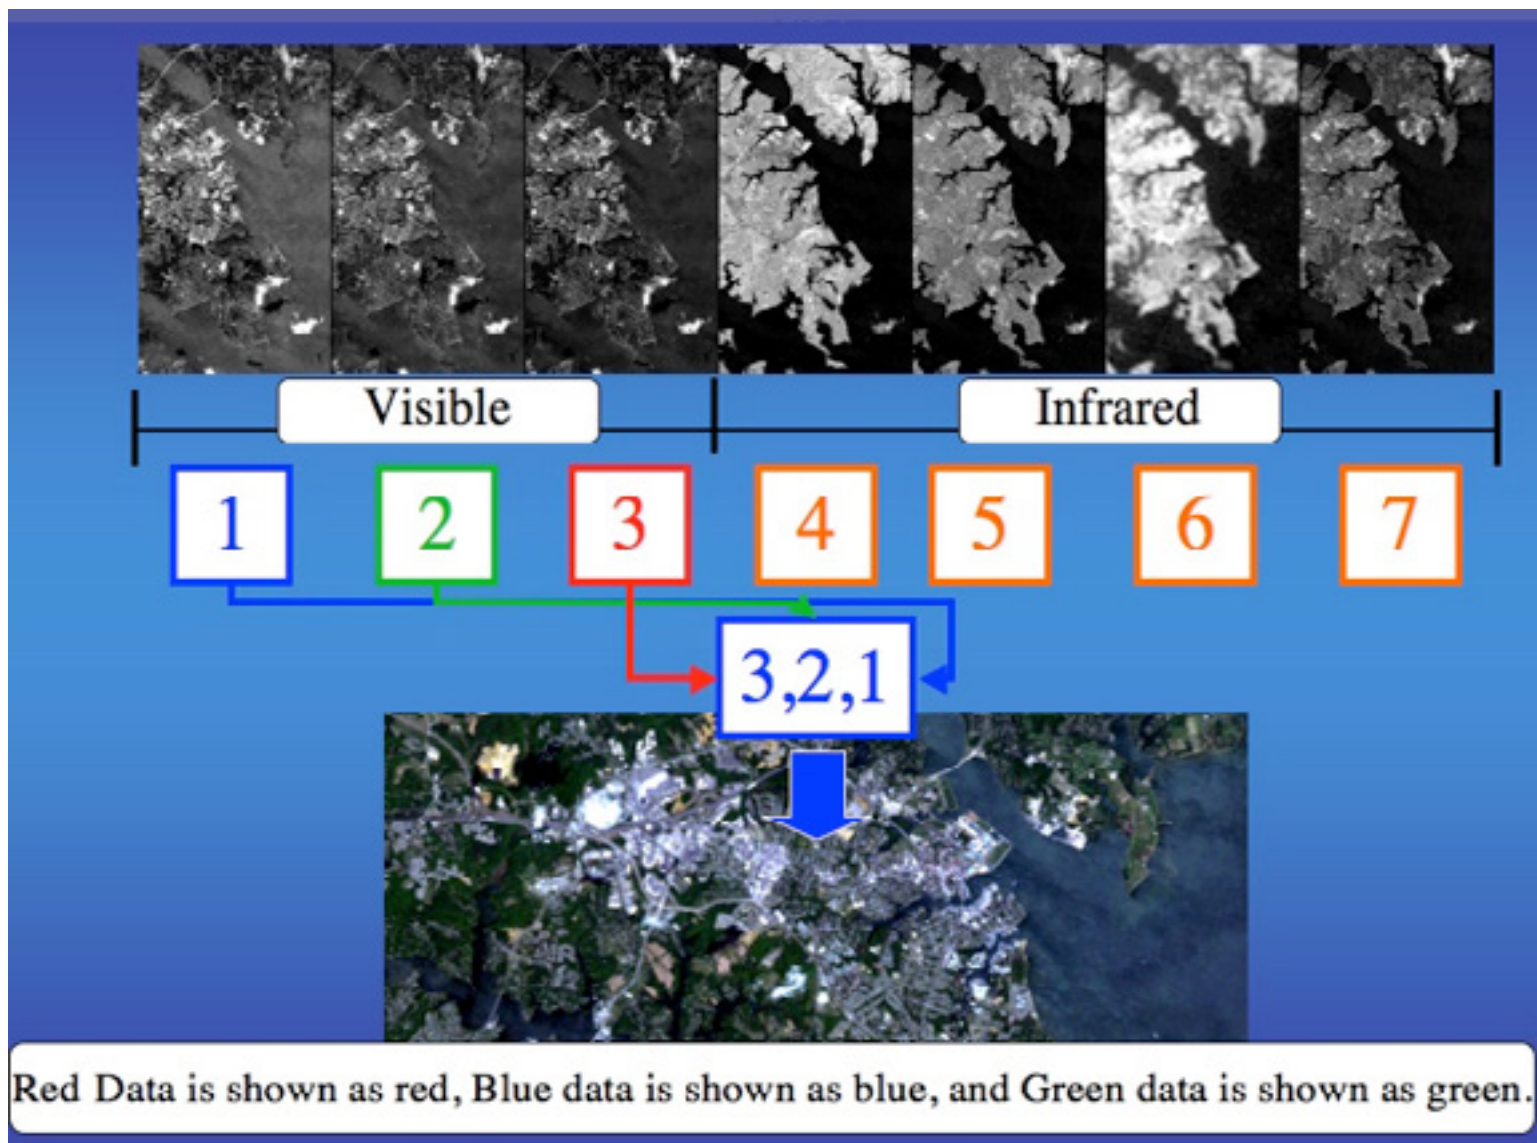 Visible
Infrared
1 2 3 4 5 6 7
3,2,1
Red Data is shown as red, Blue data is shown as blue, and Green data is shown as green.